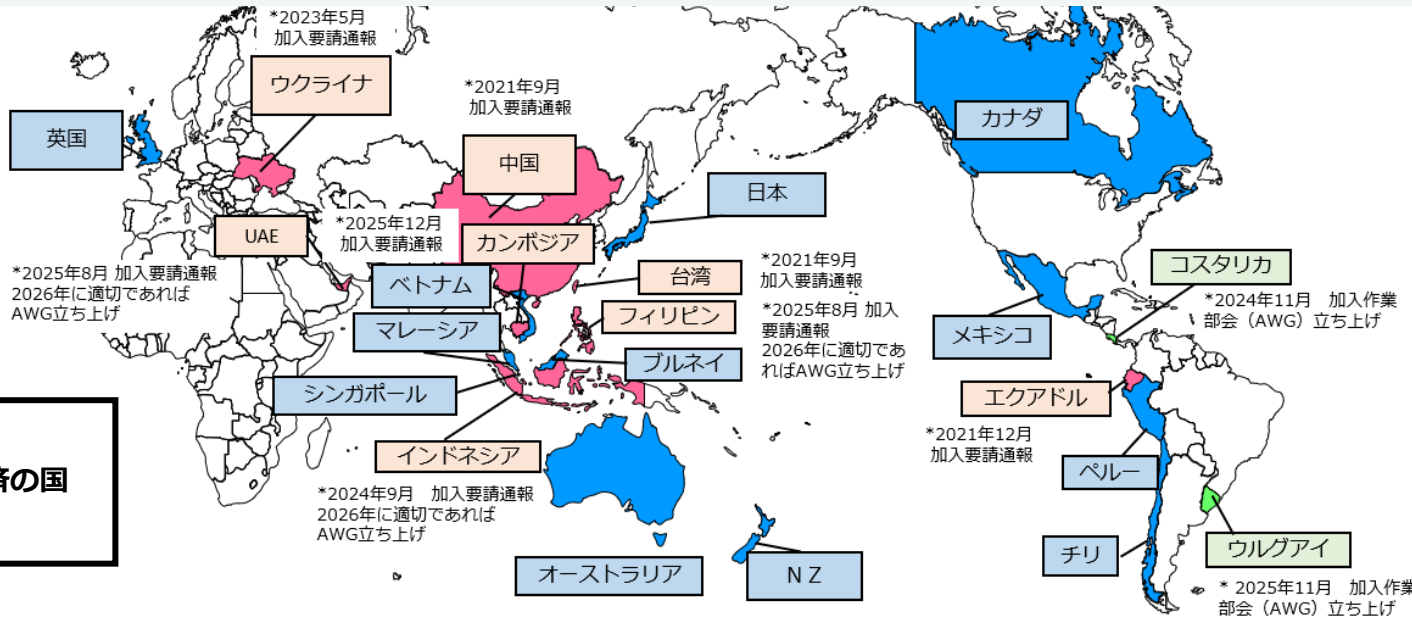 *2023年5月
加入要請通報
ウクライナ
*2021年9月
加入要請通報
英国
中国
カナダ
日本
UAE
*2025年12月
加入要請通報
カンボジア
*2025年8月 加入要請通報
2026年に適切であれば
AWG立ち上げ
ベトナム
台湾
*2021年9月
加入要請通報
コスタリカ
*2024年11月 加入作業
部会（AWG）立ち上げ
マレーシア
フィリピン
*2025年8月 加入
要請通報
2026年に適切であ
ればAWG立ち上げ
メキシコ
ブルネイ
シンガポール
エクアドル
*2021年12月
加入要請通報
インドネシア
*2024年9月 加入要請通報
2026年に適切であれば
AWG立ち上げ
ペルー
済の国
オーストラリア
ＮＺ
チリ
ウルグアイ
* 2025年11月 加入作業
部会（AWG）立ち上げ